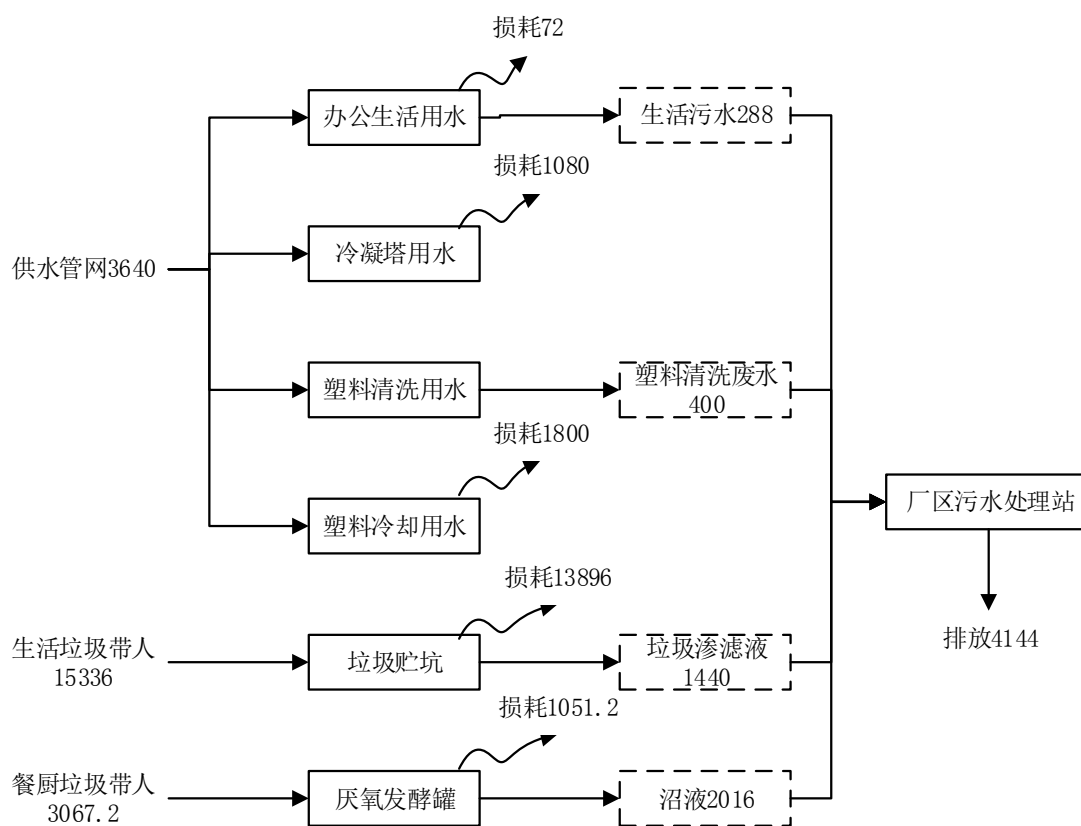 损耗72
办公生活用水
生活污水288
损耗1080
冷凝塔用水
供水管网3640
塑料清洗用水
塑料清洗废水
400
损耗1800
塑料冷却用水
厂区污水处理站
排放4144
损耗13896
生活垃圾带人
15336
垃圾贮坑
垃圾渗滤液
1440
损耗1051.2
餐厨垃圾带人
3067.2
厌氧发酵罐
沼液2016